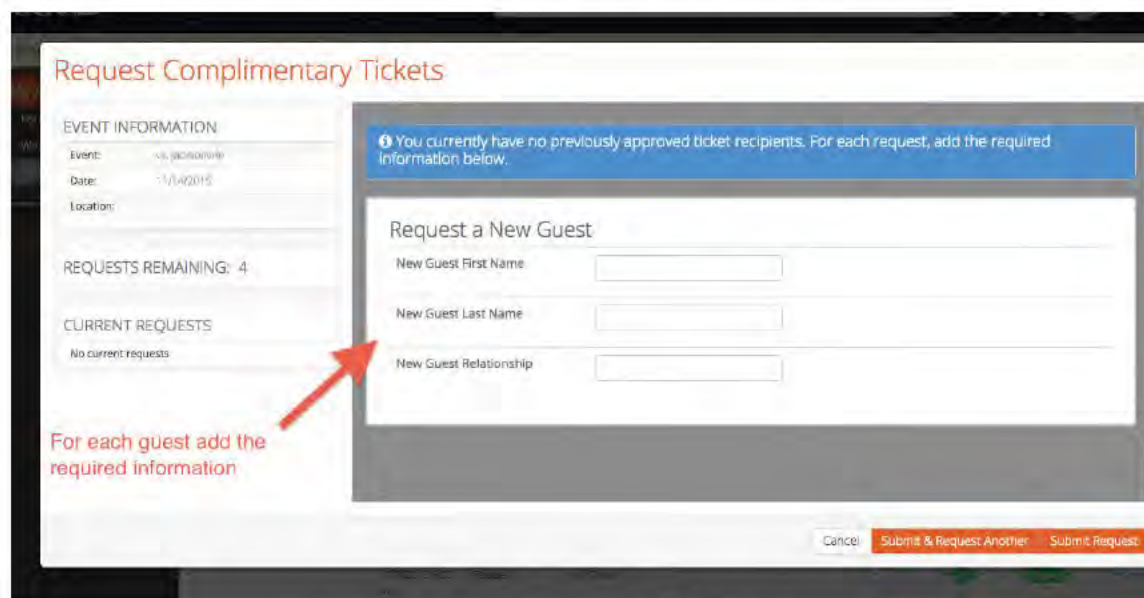 Request Complimentary Tickets
EVENT INFORMATION
Event:
Date: 11/14/2015
Location:
REQUESTS REMAINING: 4
CURRENT REQUESTS
No current requests
You currently have no previously approved ticket recipients. For each request, add the required
information below.
Request a New Guest
New Guest First Name
New Guest Last Name
New Guest Relationship
For each guest add the
required information
Cancel
Submit & Request Another
Submit Request